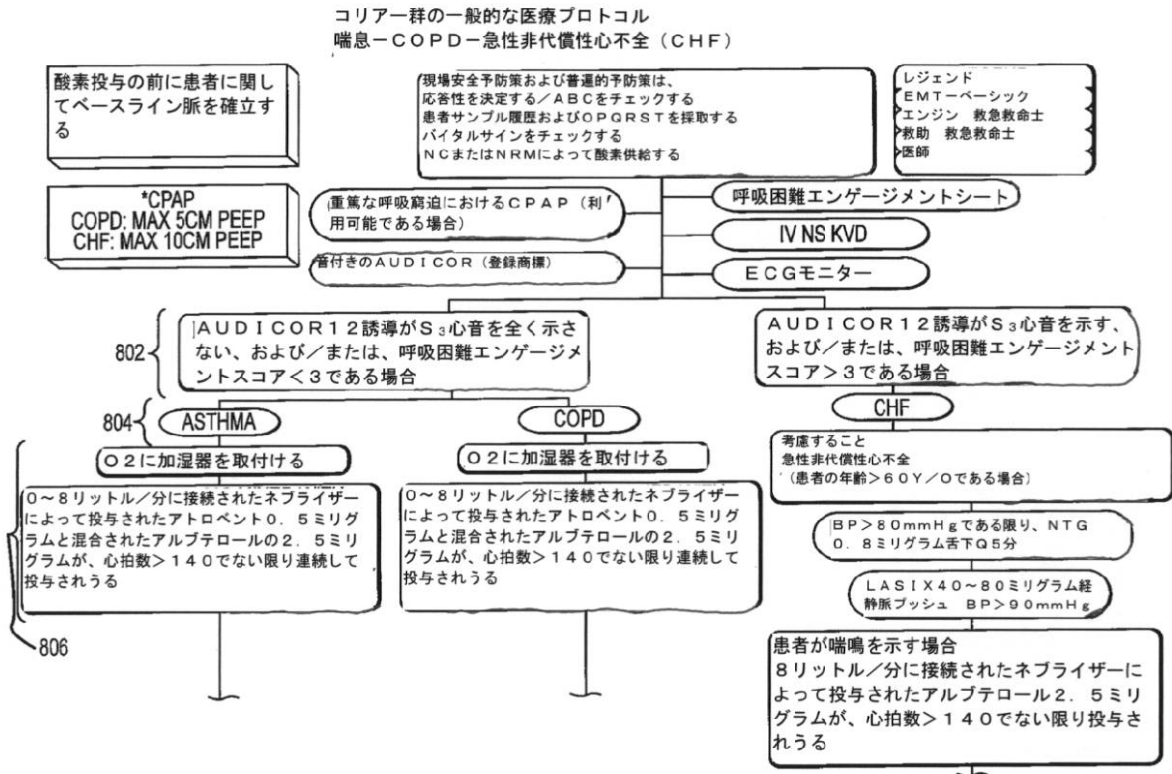 コリアー群の一般的な医療プロトコル
喘息－COPD－急性非代償性心不全（CHF）
酸素投与の前に患者に関し
てベースライン脈を確立す
る
現場安全予防策および普遍的予防策は、
応答性を決定する／ABCをチェックする
患者サンプル履歴およびOPQRSTを採取する
バイタルサインをチェックする
NCまたはNRMによって酸素供給する
レジェンド
EMT－ベーシック
エンジン　救急救命士
救助　救急救命士
医師
*CPAP
COPD: MAX 5CM PEEP
CHF: MAX 10CM PEEP
重篤な呼吸窮迫におけるCPAP（利
用可能である場合）
呼吸困難エンゲージメントシート
IV NS KVD
音付きのAUDICOR（登録商標）
ECGモニター
802
AUDICOR12誘導がS₃心音を全く示さ
ない、および／または、呼吸困難エンゲージメ
ントスコア＜3である場合
AUDICOR12誘導がS₃心音を示す、
および／または、呼吸困難エンゲージメント
スコア＞3である場合
804
ASTHMA
COPD
CHF
O2に加湿器を取付ける
O2に加湿器を取付ける
考慮すること
急性非代償性心不全
（患者の年齢＞60Y／Oである場合）
0～8リットル／分に接続されたネブライザー
によって投与されたアトロベント0．5ミリグ
ラムと混合されたアルブテロールの2．5ミリ
グラムが、心拍数＞140でない限り連続して
投与されうる
0～8リットル／分に接続されたネブライザー
によって投与されたアトロベント0．5ミリグ
ラムと混合されたアルブテロールの2．5ミリ
グラムが、心拍数＞140でない限り連続して
投与されうる
BP＞80mmHgである限り、NTG
0．8ミリグラム舌下Q5分
LASIX40～80ミリグラム経
静脈プッシュ　BP＞90mmHg
806
患者が喘鳴を示す場合
8リットル／分に接続されたネブライザーに
よって投与されたアルブテロール2．5ミリ
グラムが、心拍数＞140でない限り投与さ
れうる